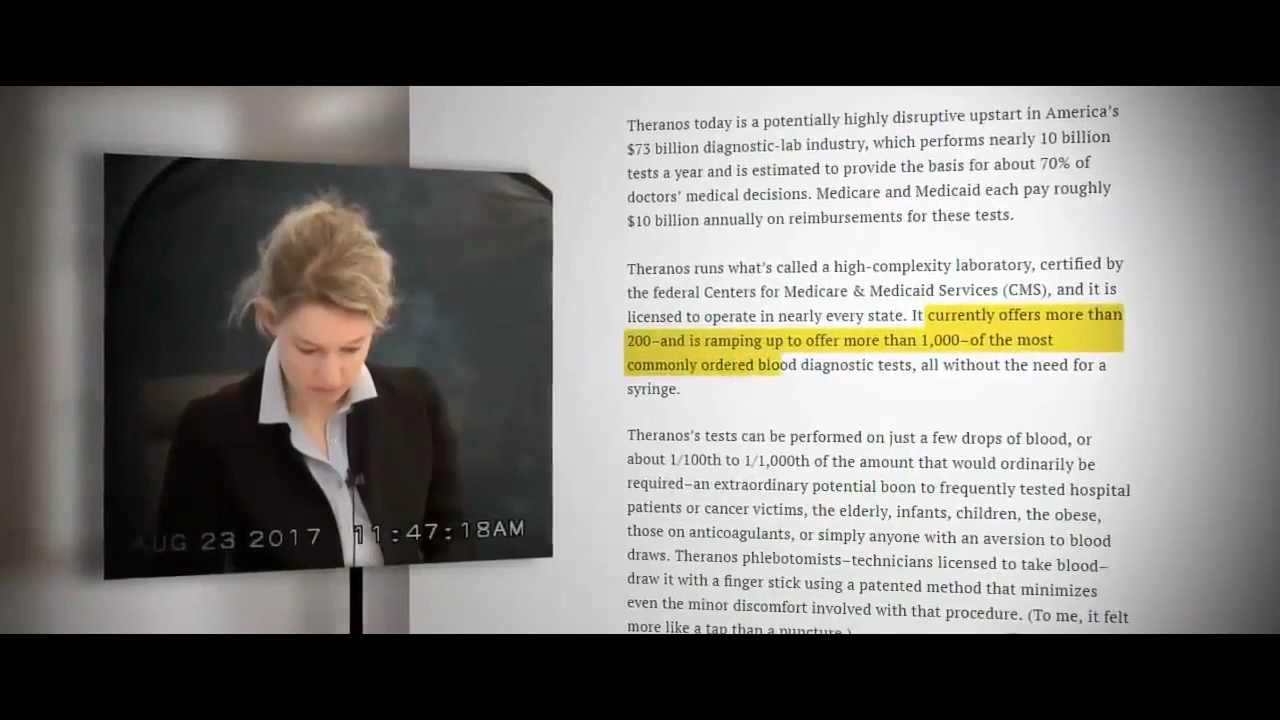 Theranos today is a potentially highly disruptive upstart in America's
$73 billion diagnostic-lab industry, which performs nearly 10 billion
tests a year and is estimated to provide the basis for about 70% of
doctors' medical decisions. Medicare and Medicaid each pay roughly
$10 billion annually on reimbursements for these tests.
Theranos runs what's called a high-complexity laboratory, certified by
the federal Centers for Medicare & Medicaid Services (CMS), and it is
licensed to operate in nearly every state. It currently offers more than
200–and is ramping up to offer more than 1,000–of the most
commonly ordered blood diagnostic tests, all without the need for a
syringe.
Theranos's tests can be performed on just a few drops of blood, or
about 1/100th to 1/1,000th of the amount that would ordinarily be
required–an extraordinary potential boon to frequently tested hospital
patients or cancer victims, the elderly, infants, children, the obese,
those on anticoagulants, or simply anyone with an aversion to blood
draws. Theranos phlebotomists–technicians licensed to take blood–
draw it with a finger stick using a patented method that minimizes
even the minor discomfort involved with that procedure. (To me, it felt
more like a tap than a puncture.)
AUG 23 2017 11:47:18AM